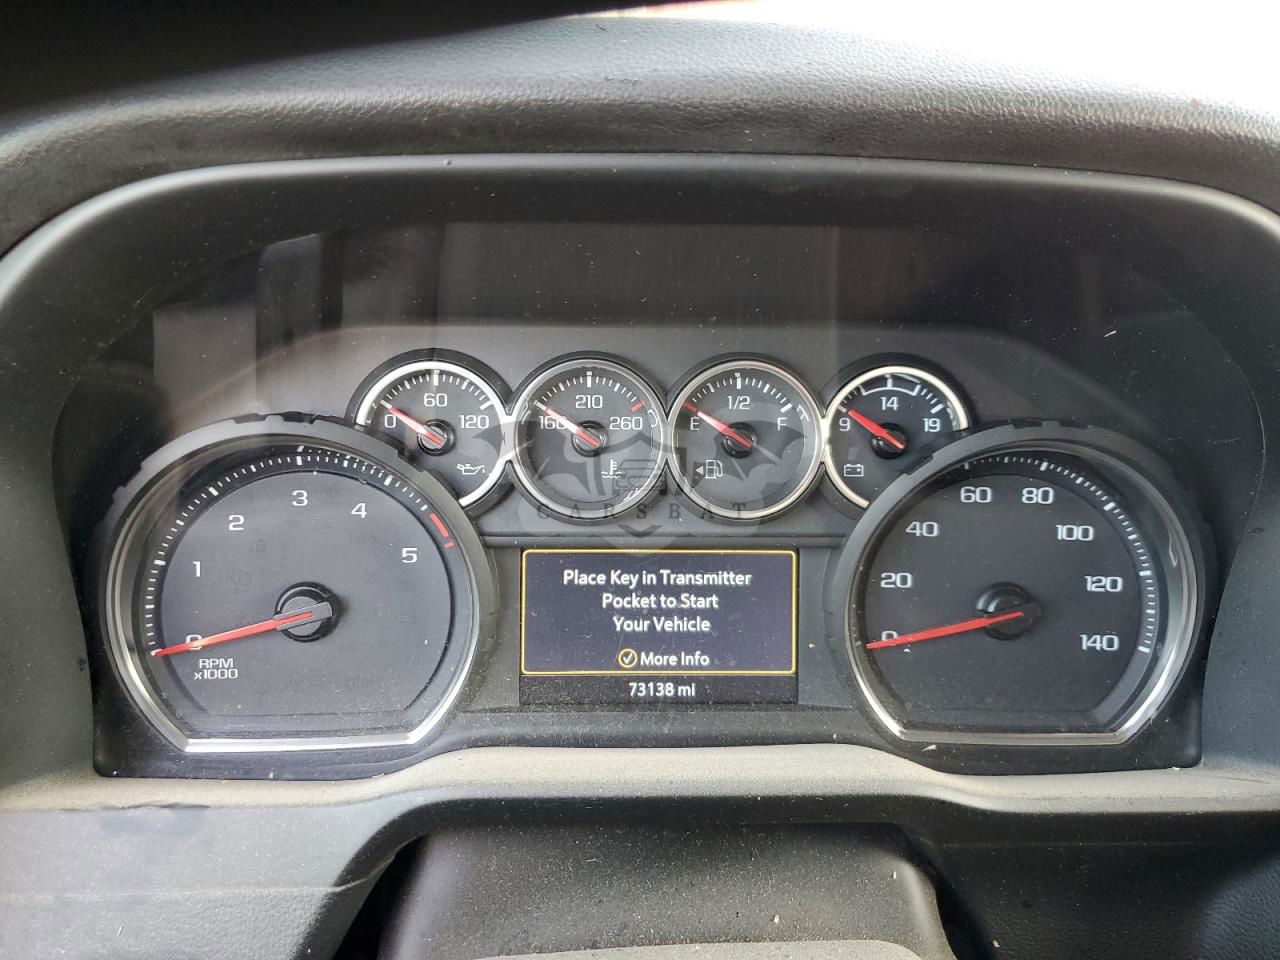 60
0 120
210
160 260
1/2
E F
14
9 19
3
2 4
1 5
0
RPM
x1000
60 80
40 100
20 120
0 140
CARSBAT
Place Key in Transmitter
Pocket to Start
Your Vehicle
More Info
73138 mi